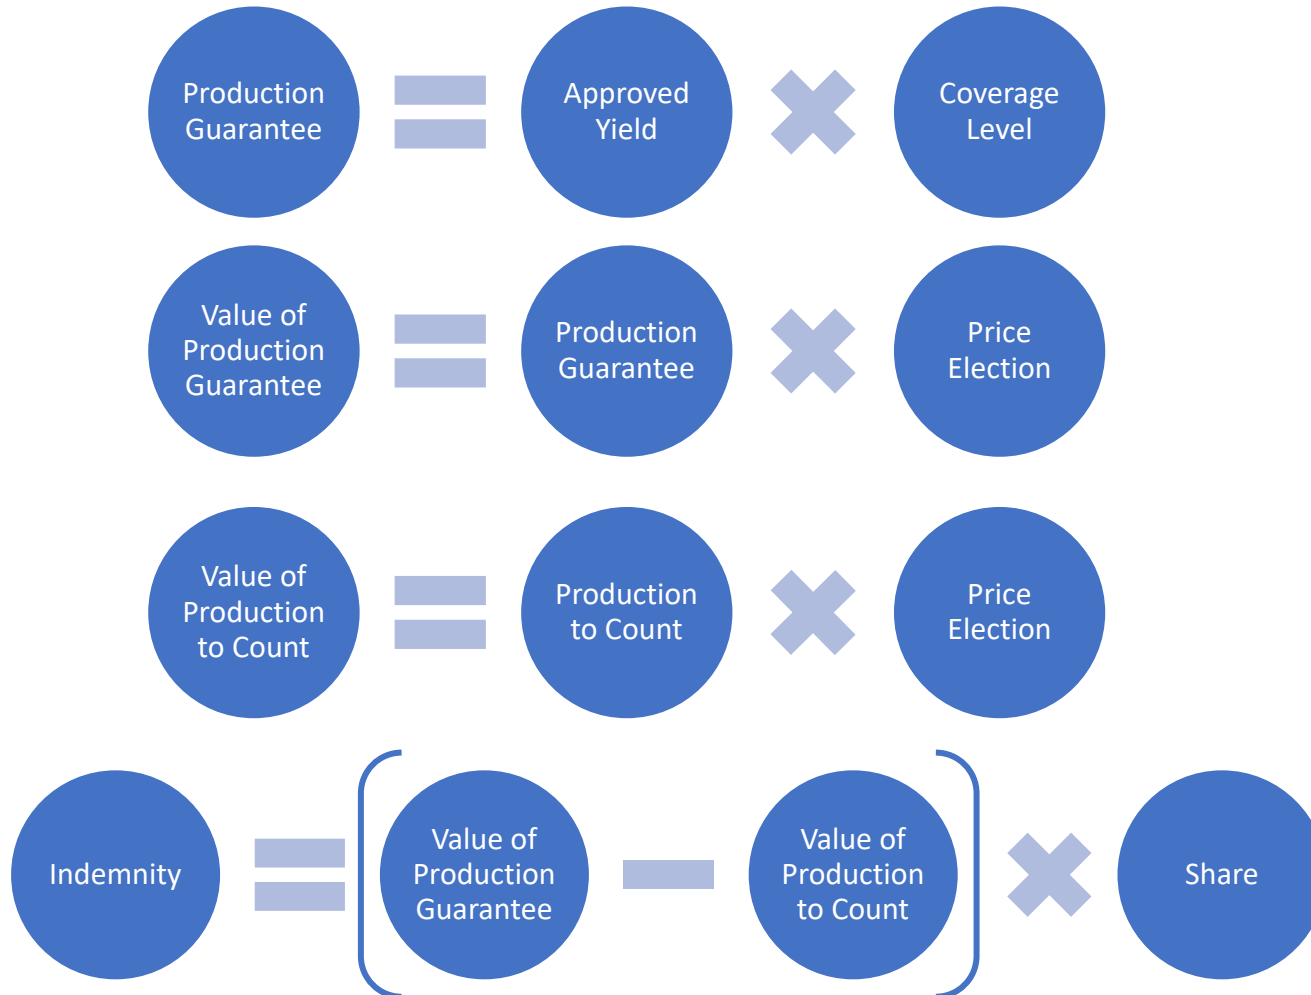 Production
Guarantee
Approved
Yield
Coverage
Level
Value of
Production
Guarantee
Production
Guarantee
Price
Election
Value of
Production
to Count
Production
to Count
Price
Election
Indemnity
Value of
Production
Guarantee
Value of
Production
to Count
Share